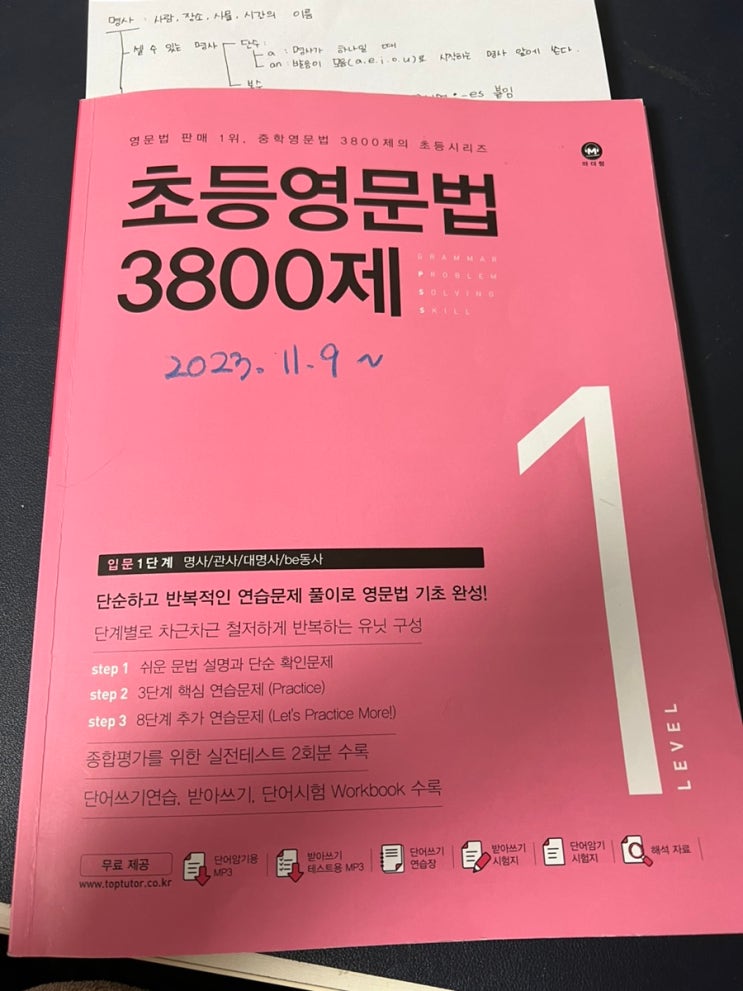 명사 : 사람, 장소, 사물, 시간의 이름
셀 수 있는 명사
단수 :
a : 명사가 하나일 때
an : 발음이 모음(a.e.i.o.u)로 시작하는 명사 앞에 쓴다.
복수
-es 붙임
영문법 판매 1위, 중학영문법 3800제의 초등시리즈
M
마더텅
초등영문법
3800제
GRAMMAR
PROBLEM
SOLVING
SKILL
2023. 11. 9 ~
1
LEVEL
입문 1단계 명사/관사/대명사/be동사
단순하고 반복적인 연습문제 풀이로 영문법 기초 완성!
단계별로 차근차근 철저하게 반복하는 유닛 구성
step 1 쉬운 문법 설명과 단순 확인문제
step 2 3단계 핵심 연습문제 (Practice)
step 3 8단계 추가 연습문제 (Let's Practice More!)
종합평가를 위한 실전테스트 2회분 수록
단어쓰기연습, 받아쓰기, 단어시험 Workbook 수록
무료 제공
www.toptutor.co.kr
단어암기용
MP3
받아쓰기
테스트용 MP3
단어쓰기
연습장
받아쓰기
시험지
단어암기
시험지
해석 자료